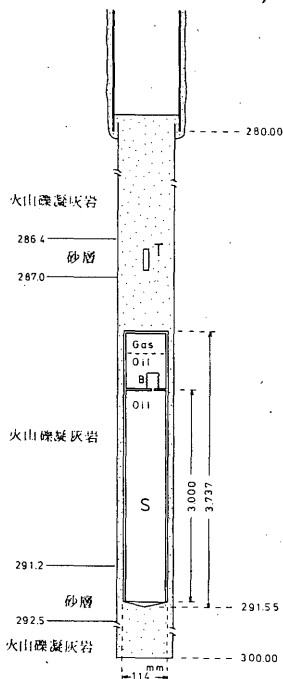 280.00
火山礫凝灰岩
286.4
砂層
T
287.0
Gas
Oil
B
Oil
火山礫凝灰岩
S
3.000
3.737
291.2
砂層
291.55
292.5
火山礫凝灰岩
mm
114
300.00